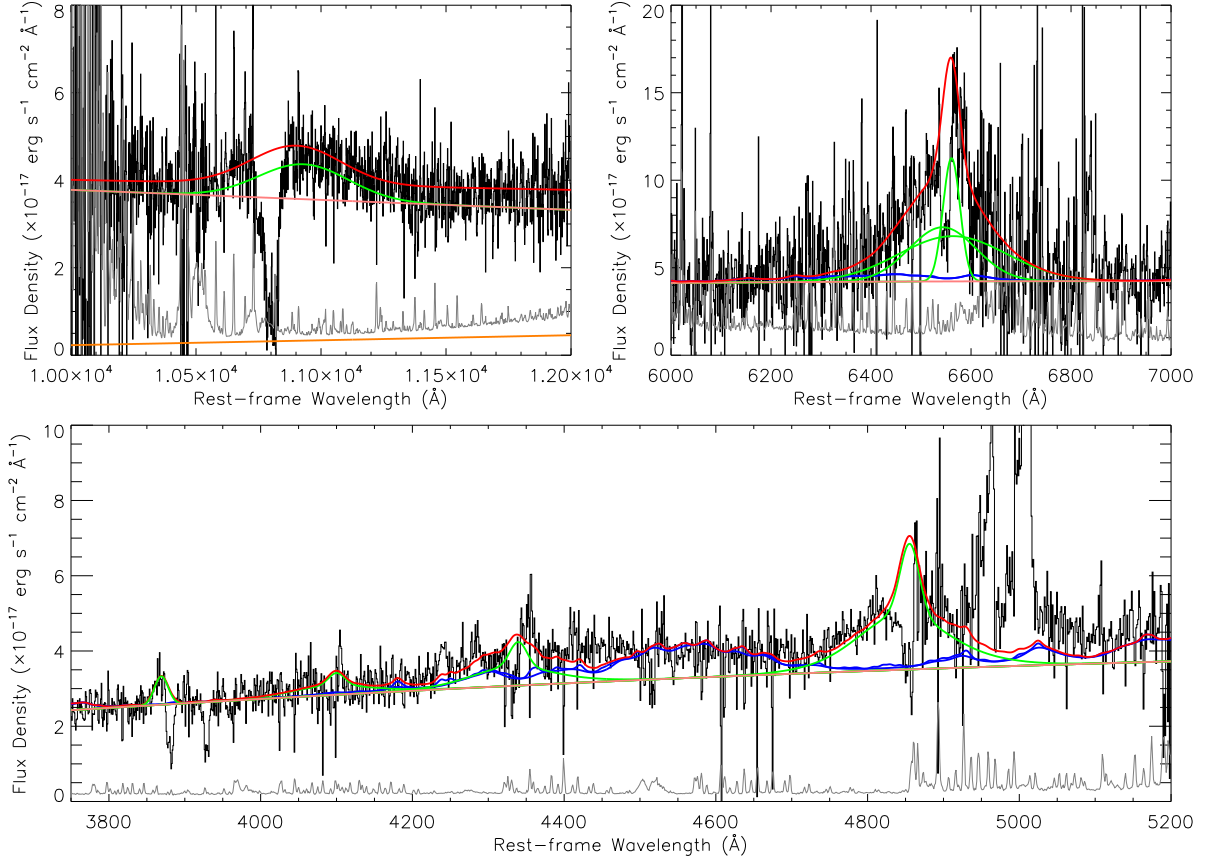 8
6
4
2
0
Flux Density (×10⁻¹⁷ erg s⁻¹ cm⁻² Å⁻¹)
1.00×10⁴ 1.05×10⁴ 1.10×10⁴ 1.15×10⁴ 1.20×10⁴
Rest-frame Wavelength (Å)
20
15
10
5
0
Flux Density (×10⁻¹⁷ erg s⁻¹ cm⁻² Å⁻¹)
6000 6200 6400 6600 6800 7000
Rest-frame Wavelength (Å)
10
8
6
4
2
0
Flux Density (×10⁻¹⁷ erg s⁻¹ cm⁻² Å⁻¹)
3800 4000 4200 4400 4600 4800 5000 5200
Rest-frame Wavelength (Å)